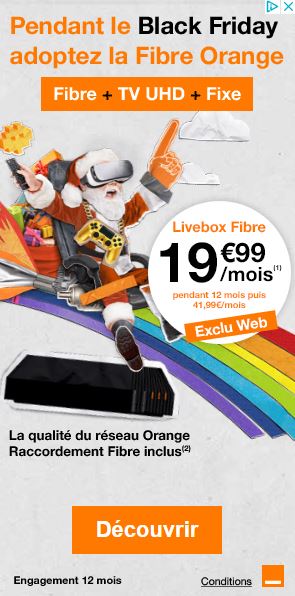 Pendant le Black Friday
adoptez la Fibre Orange
Fibre + TV UHD + Fixe
Livebox Fibre
19€99
/mois(1)
pendant 12 mois puis
41,99€/mois
Exclu Web
La qualité du réseau Orange
Raccordement Fibre inclus(2)
Découvrir
Engagement 12 mois
Conditions